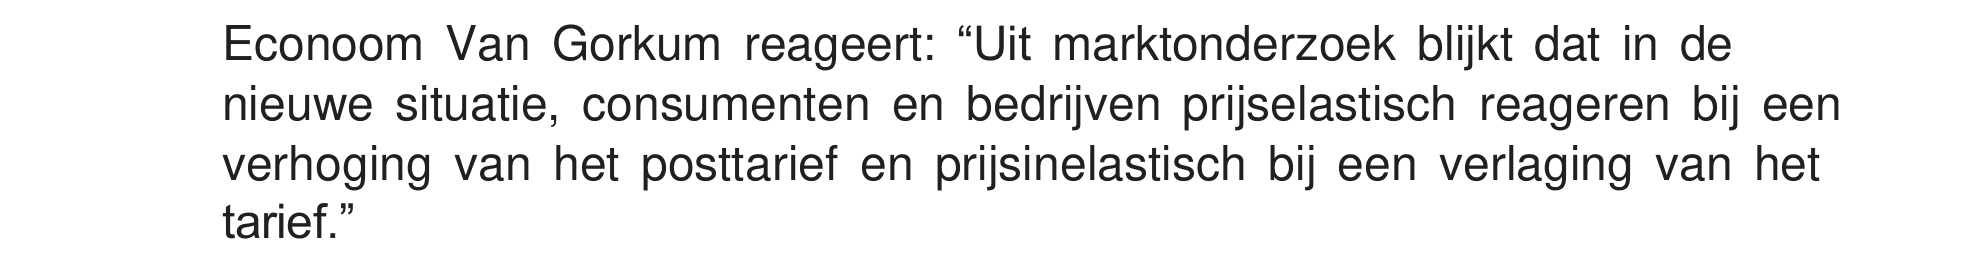 Econoom Van Gorkum reageert: “Uit marktonderzoek blijkt dat in de
nieuwe situatie, consumenten en bedrijven prijselastisch reageren bij een
verhoging van het posttarief en prijsinelastisch bij een verlaging van het
tarief.”